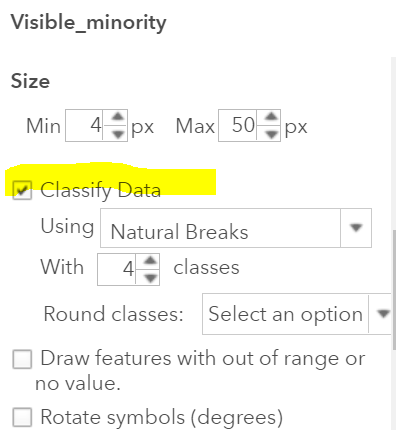 Visible_minority
Size
Min 4 px Max 50 px
Classify Data
Using Natural Breaks
With 4 classes
Round classes: Select an option
Draw features with out of range or
no value.
Rotate symbols (degrees)